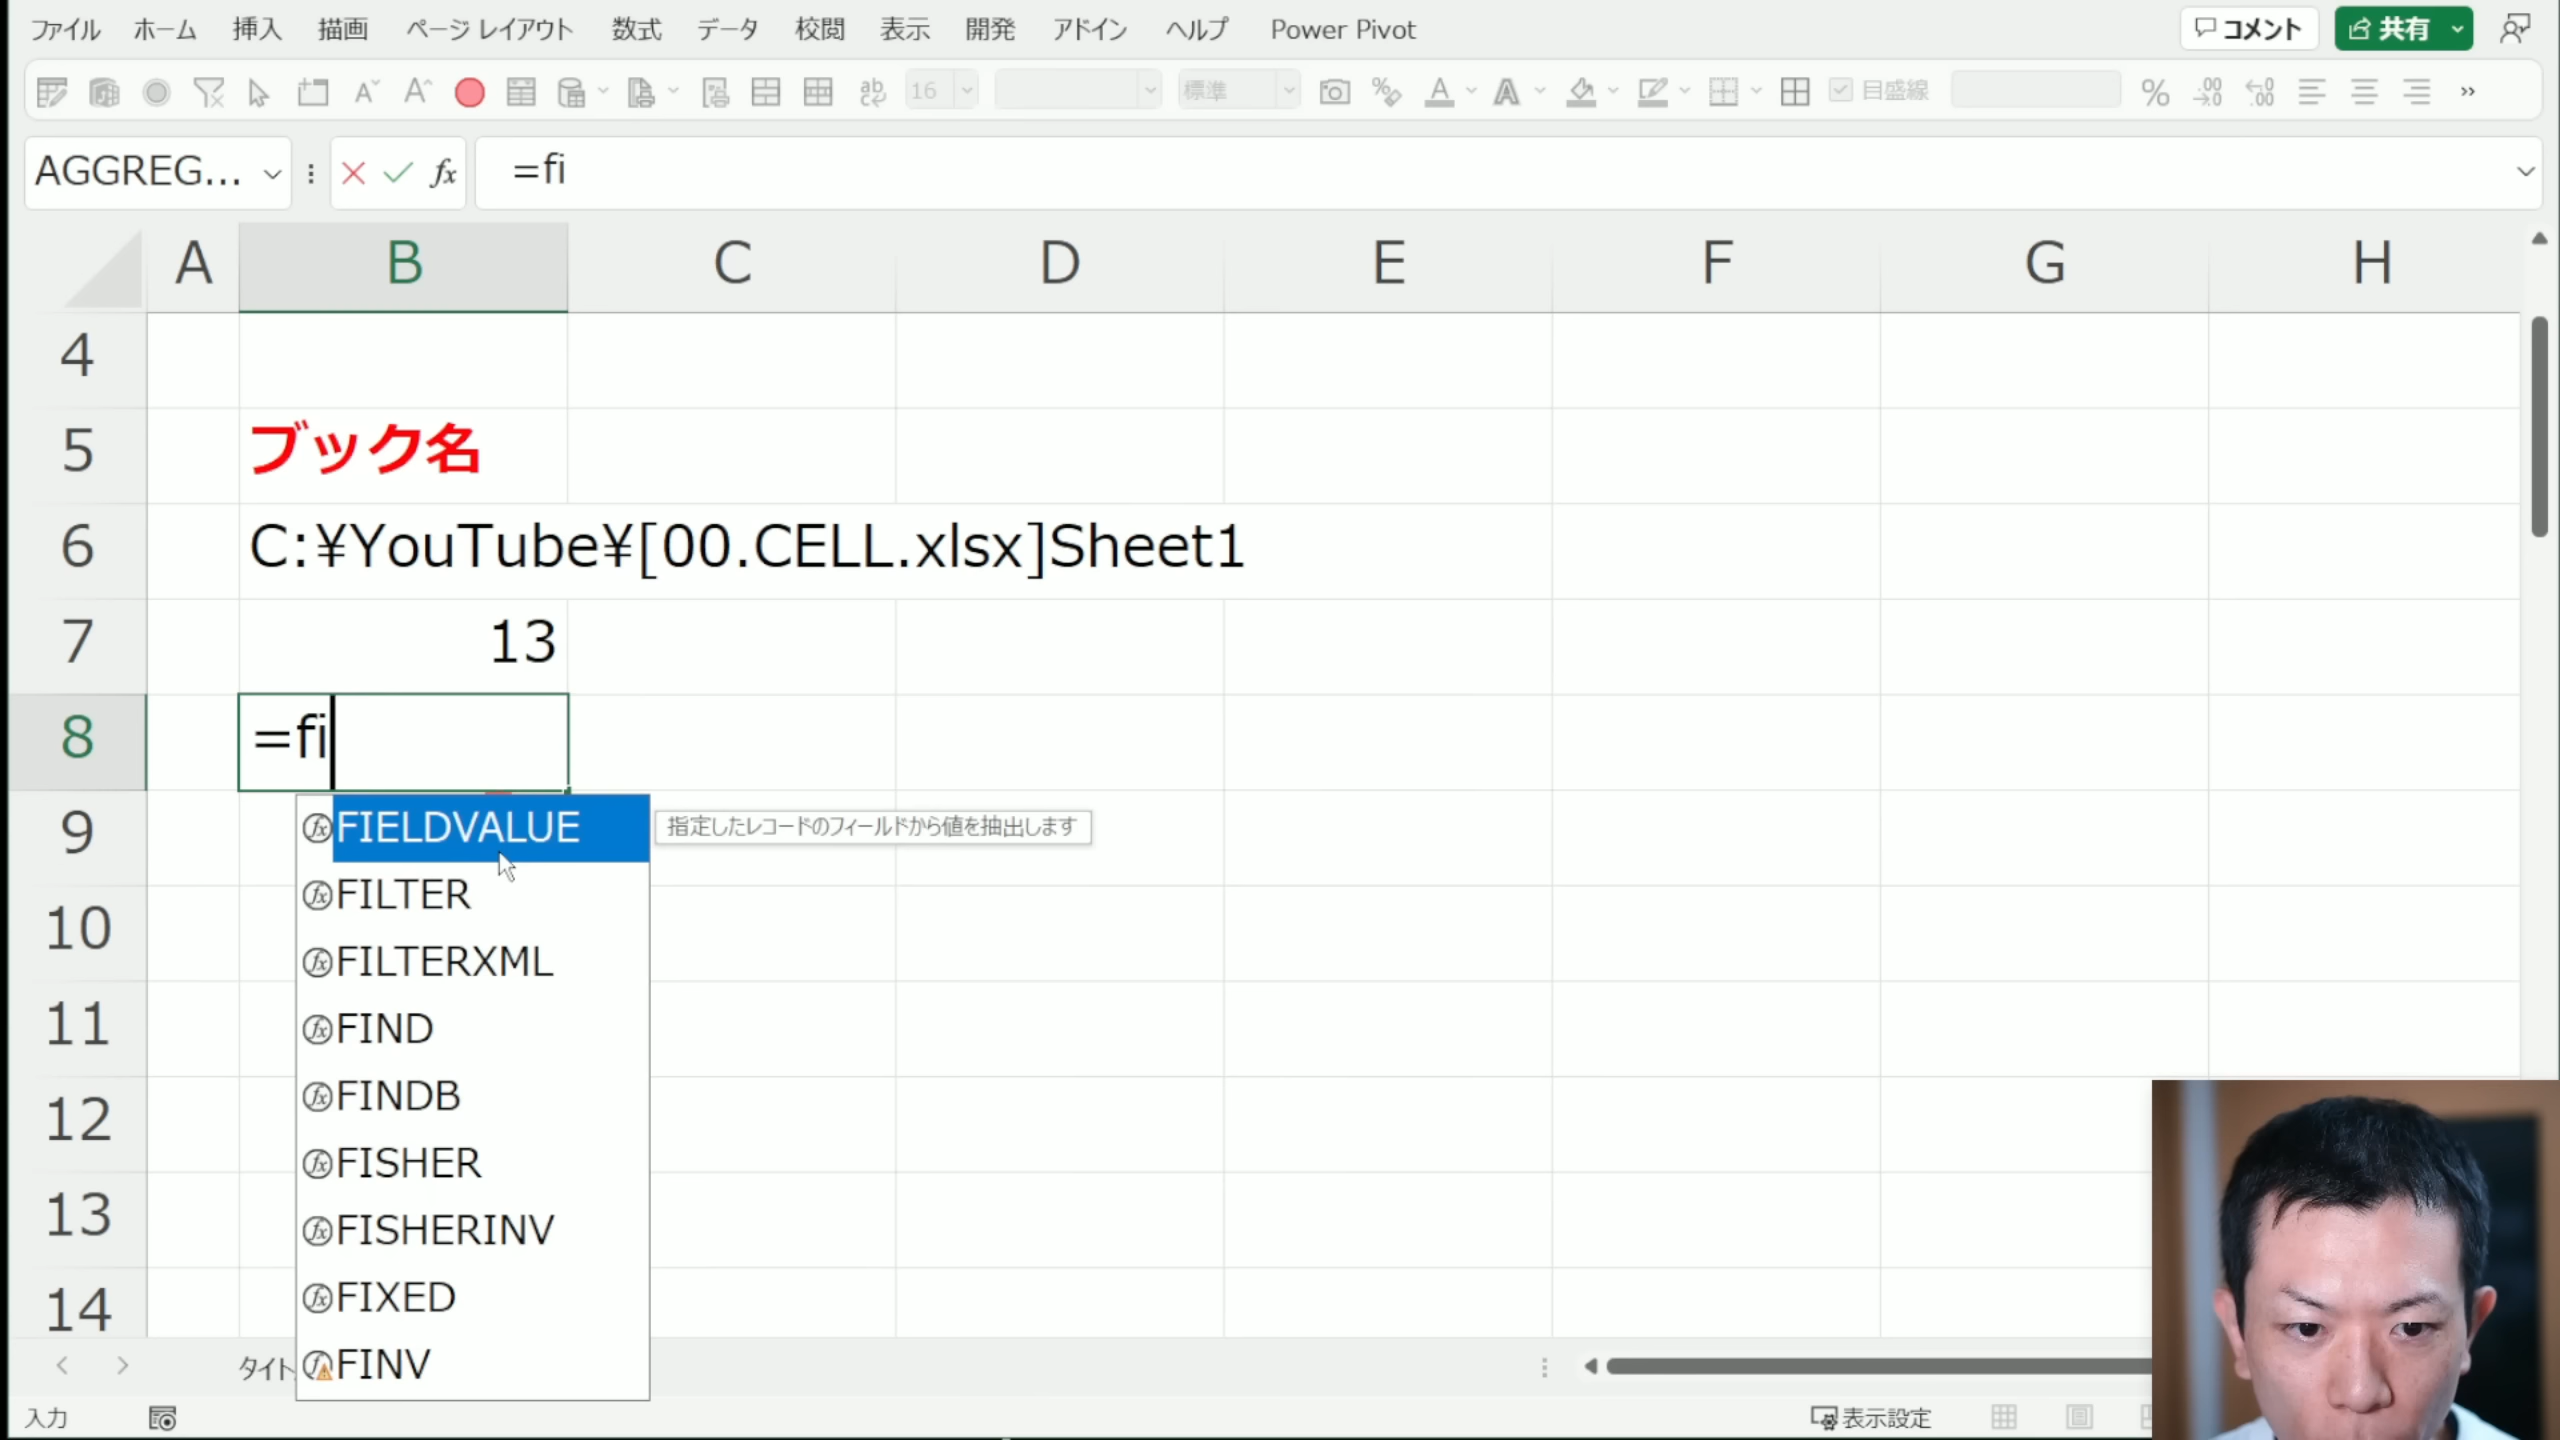 ファイル ホーム 挿入 描画 ページ レイアウト 数式 データ 校閲 表示 開発 アドイン ヘルプ Power Pivot コメント 共有
16 標準 目盛線
AGGREG... fx =fi
A B C D E F G H
4
5 ブック名
6 C:¥YouTube¥[00.CELL.xlsx]Sheet1
7 13
8 =fi
9 FIELDVALUE 指定したレコードのフィールドから値を抽出します
10 FILTER
FILTERXML
11 FIND
12 FINDB
FISHER
13 FISHERINV
14 FIXED
タイト FINV
入力 表示設定